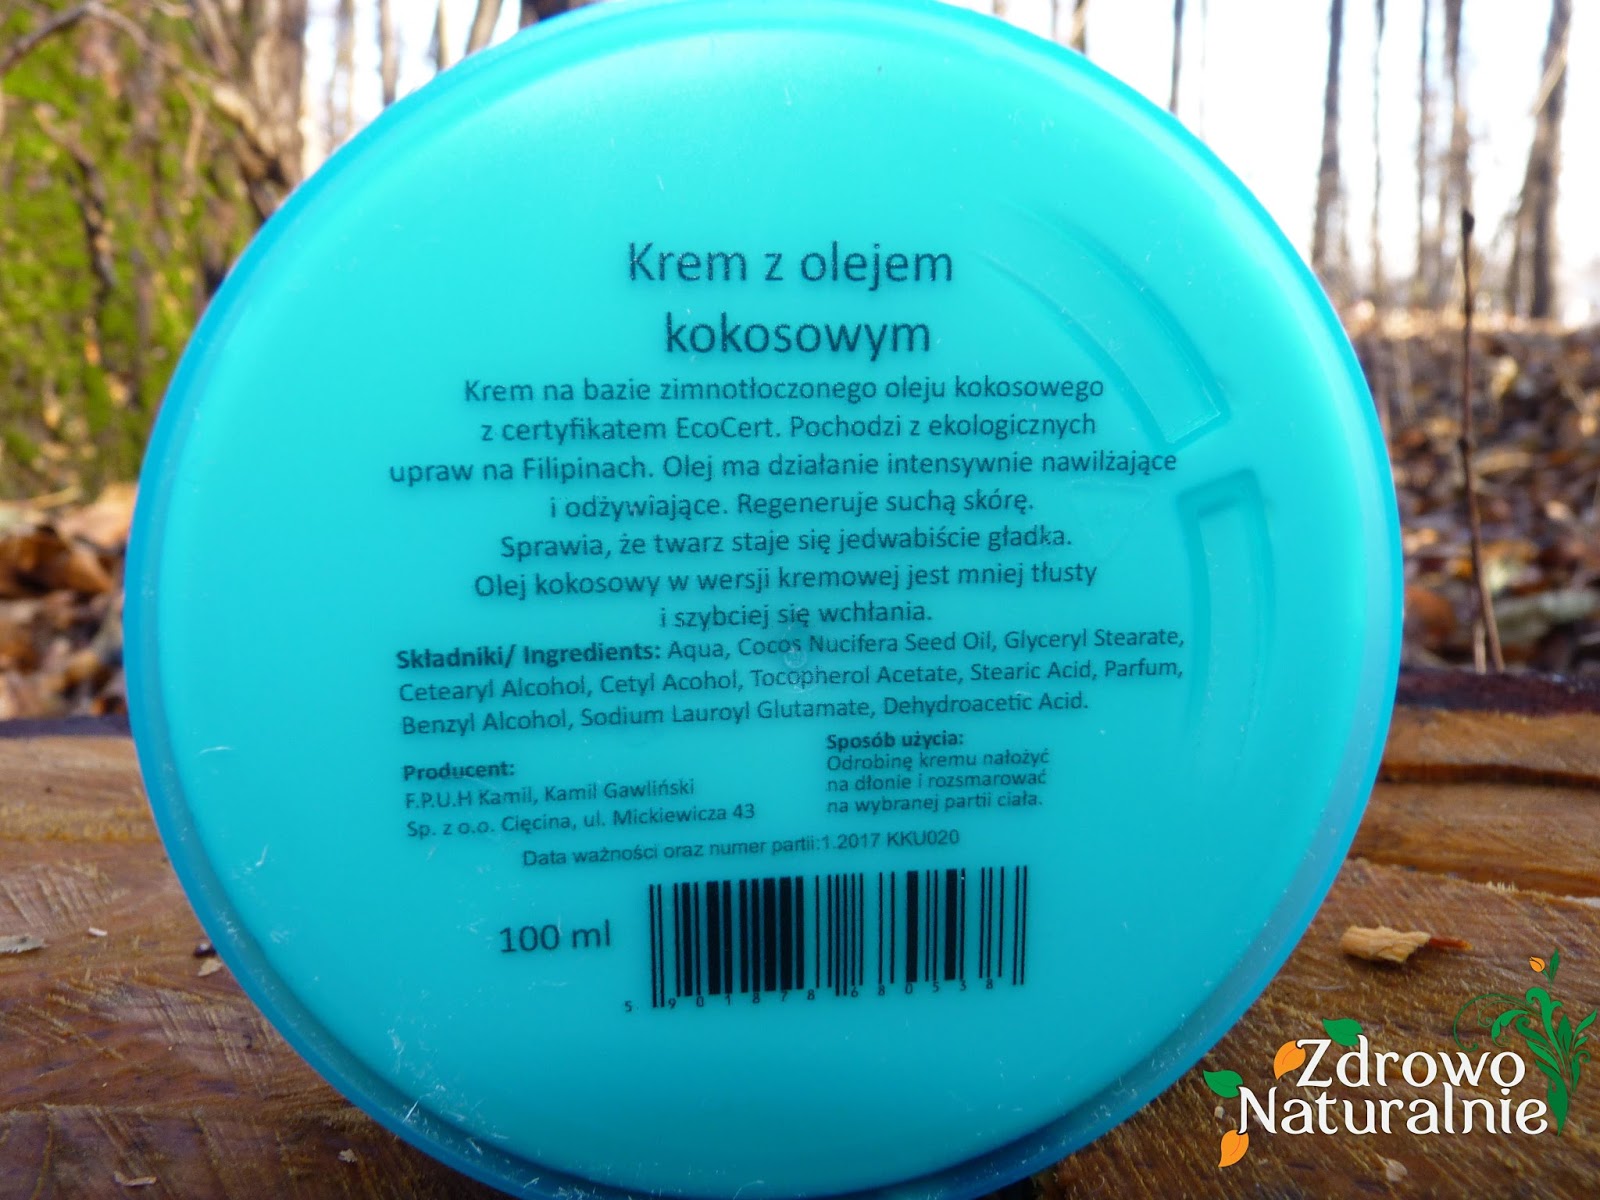 Krem z olejem
kokosowym
Krem na bazie zimnotłoczonego oleju kokosowego
z certyfikatem EcoCert. Pochodzi z ekologicznych
upraw na Filipinach. Olej ma działanie intensywnie nawilżające
i odżywiające. Regeneruje suchą skórę.
Sprawia, że twarz staje się jedwabiście gładka.
Olej kokosowy w wersji kremowej jest mniej tłusty
i szybciej się wchłania.
Składniki/ Ingredients: Aqua, Cocos Nucifera Seed Oil, Glyceryl Stearate,
Cetearyl Alcohol, Cetyl Acohol, Tocopherol Acetate, Stearic Acid, Parfum,
Benzyl Alcohol, Sodium Lauroyl Glutamate, Dehydroacetic Acid.
Producent:
F.P.U.H Kamil, Kamil Gawliński
Sp. z o.o. Cięcina, ul. Mickiewicza 43
Sposób użycia:
Odrobinę kremu nałożyć
na dłonie i rozsmarować
na wybranej partii ciała.
Data ważności oraz numer partii:1.2017 KKU020
100 ml
5 901878 680538
Zdrowo
Naturalnie